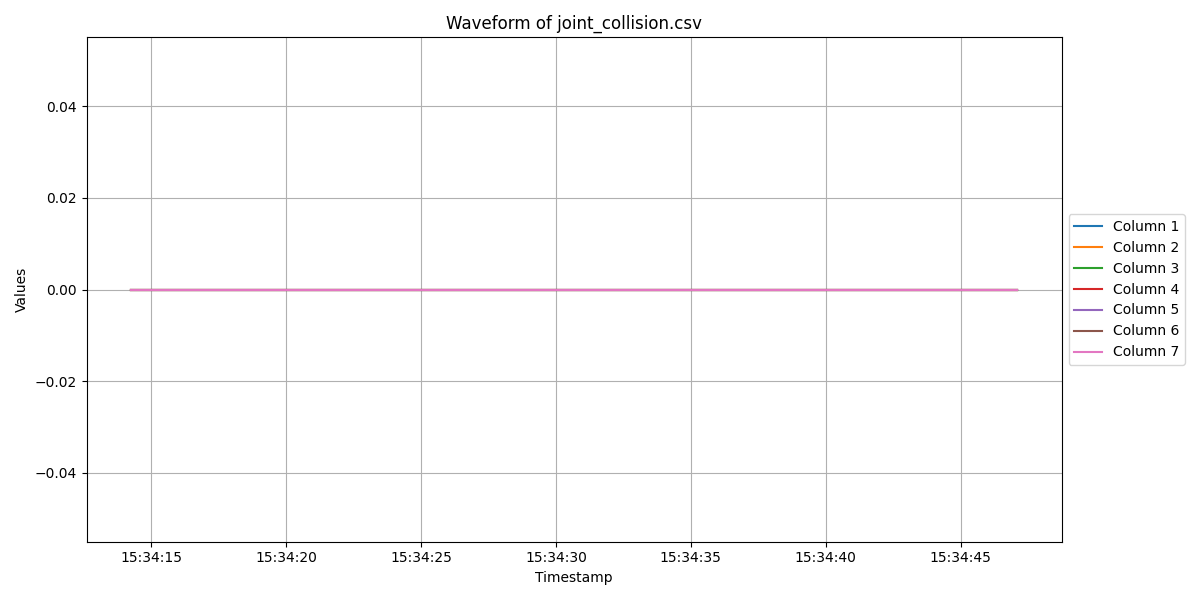 Waveform of joint_collision.csv
Values
0.04
0.02
0.00
−0.02
−0.04
15:34:15 15:34:20 15:34:25 15:34:30 15:34:35 15:34:40 15:34:45
Timestamp
Column 1
Column 2
Column 3
Column 4
Column 5
Column 6
Column 7